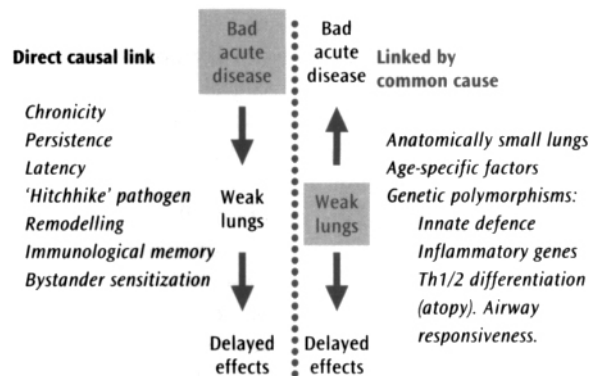 Direct causal link
Chronicity
Persistence
Latency
‘Hitchhike’ pathogen
Remodelling
Immunological memory
Bystander sensitization
Bad
acute
disease
Weak
lungs
Delayed
effects
Bad
acute
disease
Weak
lungs
Delayed
effects
Linked by
common cause
Anatomically small lungs
Age-specific factors
Genetic polymorphisms:
Innate defence
Inflammatory genes
Th1/2 differentiation
(atopy). Airway
responsiveness.